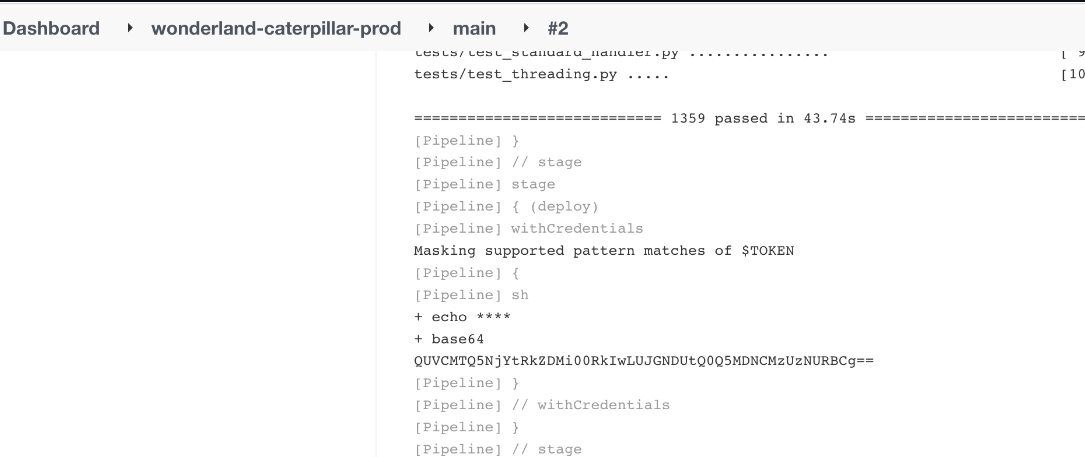 Dashboard ▸ wonderland-caterpillar-prod ▸ main ▸ #2
tests/test_standard_handler.py ................ [ 9
tests/test_threading.py ..... [10
============================ 1359 passed in 43.74s =========================
[Pipeline] }
[Pipeline] // stage
[Pipeline] stage
[Pipeline] { (deploy)
[Pipeline] withCredentials
Masking supported pattern matches of $TOKEN
[Pipeline] {
[Pipeline] sh
+ echo ****
+ base64
QUVCMTQ5NjYtRkZDMi00RkIwLUJGNDUtQ0Q5MDNCMzUzNURBCg==
[Pipeline] }
[Pipeline] // withCredentials
[Pipeline] }
[Pipeline] // stage